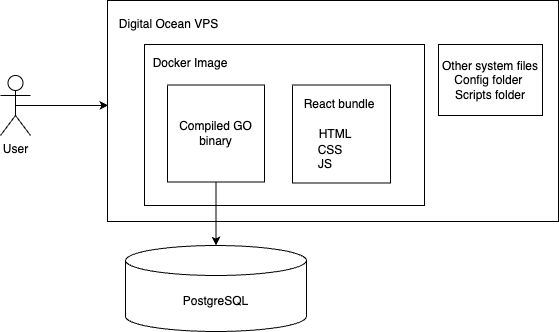 Digital Ocean VPS
Docker Image
Other system files
Config folder
Scripts folder
Compiled GO
binary
React bundle
HTML
CSS
JS
User
PostgreSQL